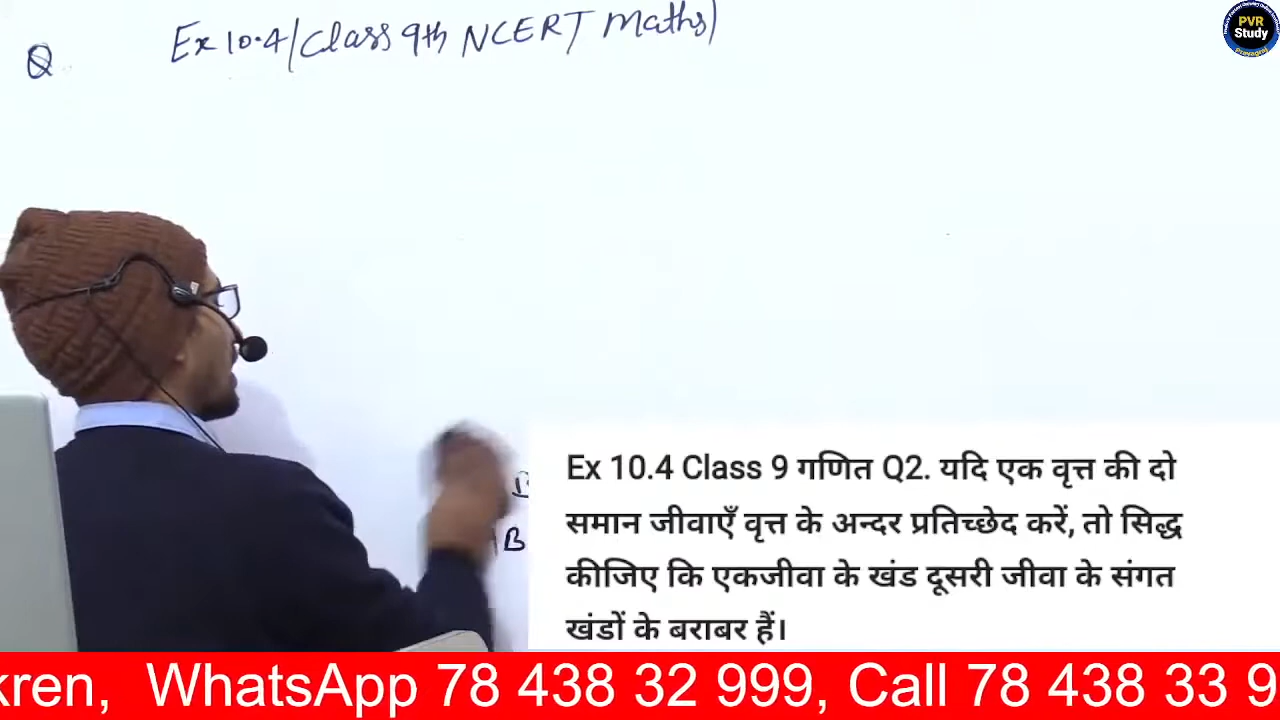 PVR
Study
Prayagraj
Q
Ex 10.4 (Class 9th NCERT Maths)
B
Ex 10.4 Class 9 गणित Q2. यदि एक वृत्त की दो
समान जीवाएँ वृत्त के अन्दर प्रतिच्छेद करें, तो सिद्ध
कीजिए कि एकजीवा के खंड दूसरी जीवा के संगत
खंडों के बराबर हैं।
kren, WhatsApp 78 438 32 999, Call 78 438 33 9